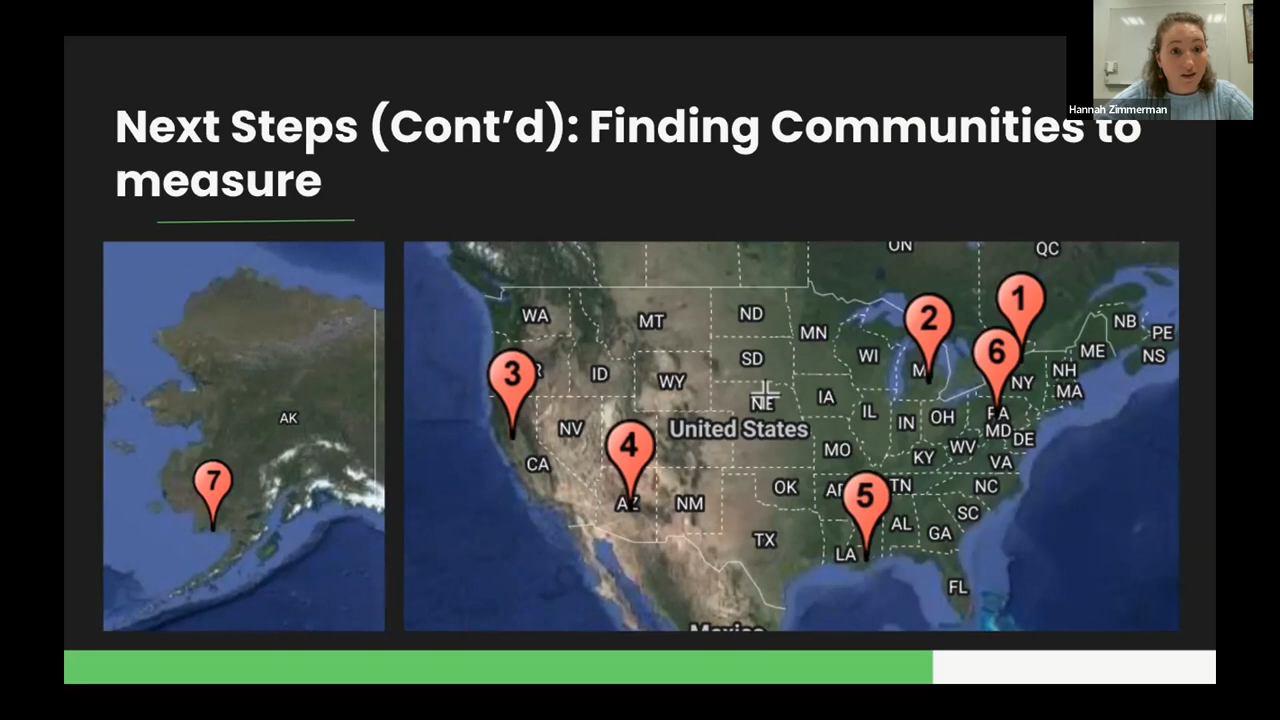 Hannah Zimmerman
Next Steps (Cont'd): Finding Communities to
measure
AK
7
ON
QC
WA
MT
ND
MN
NB
PE
1
2
3
6
ID
SD
WI
ME
NS
WY
NY
NH
MA
NE
IA
IL
IN
OH
PA
MD
DE
NV
United States
4
CA
MO
KY
WV
VA
AZ
NM
OK
5
TN
NC
SC
TX
LA
AL
GA
FL
Mexico